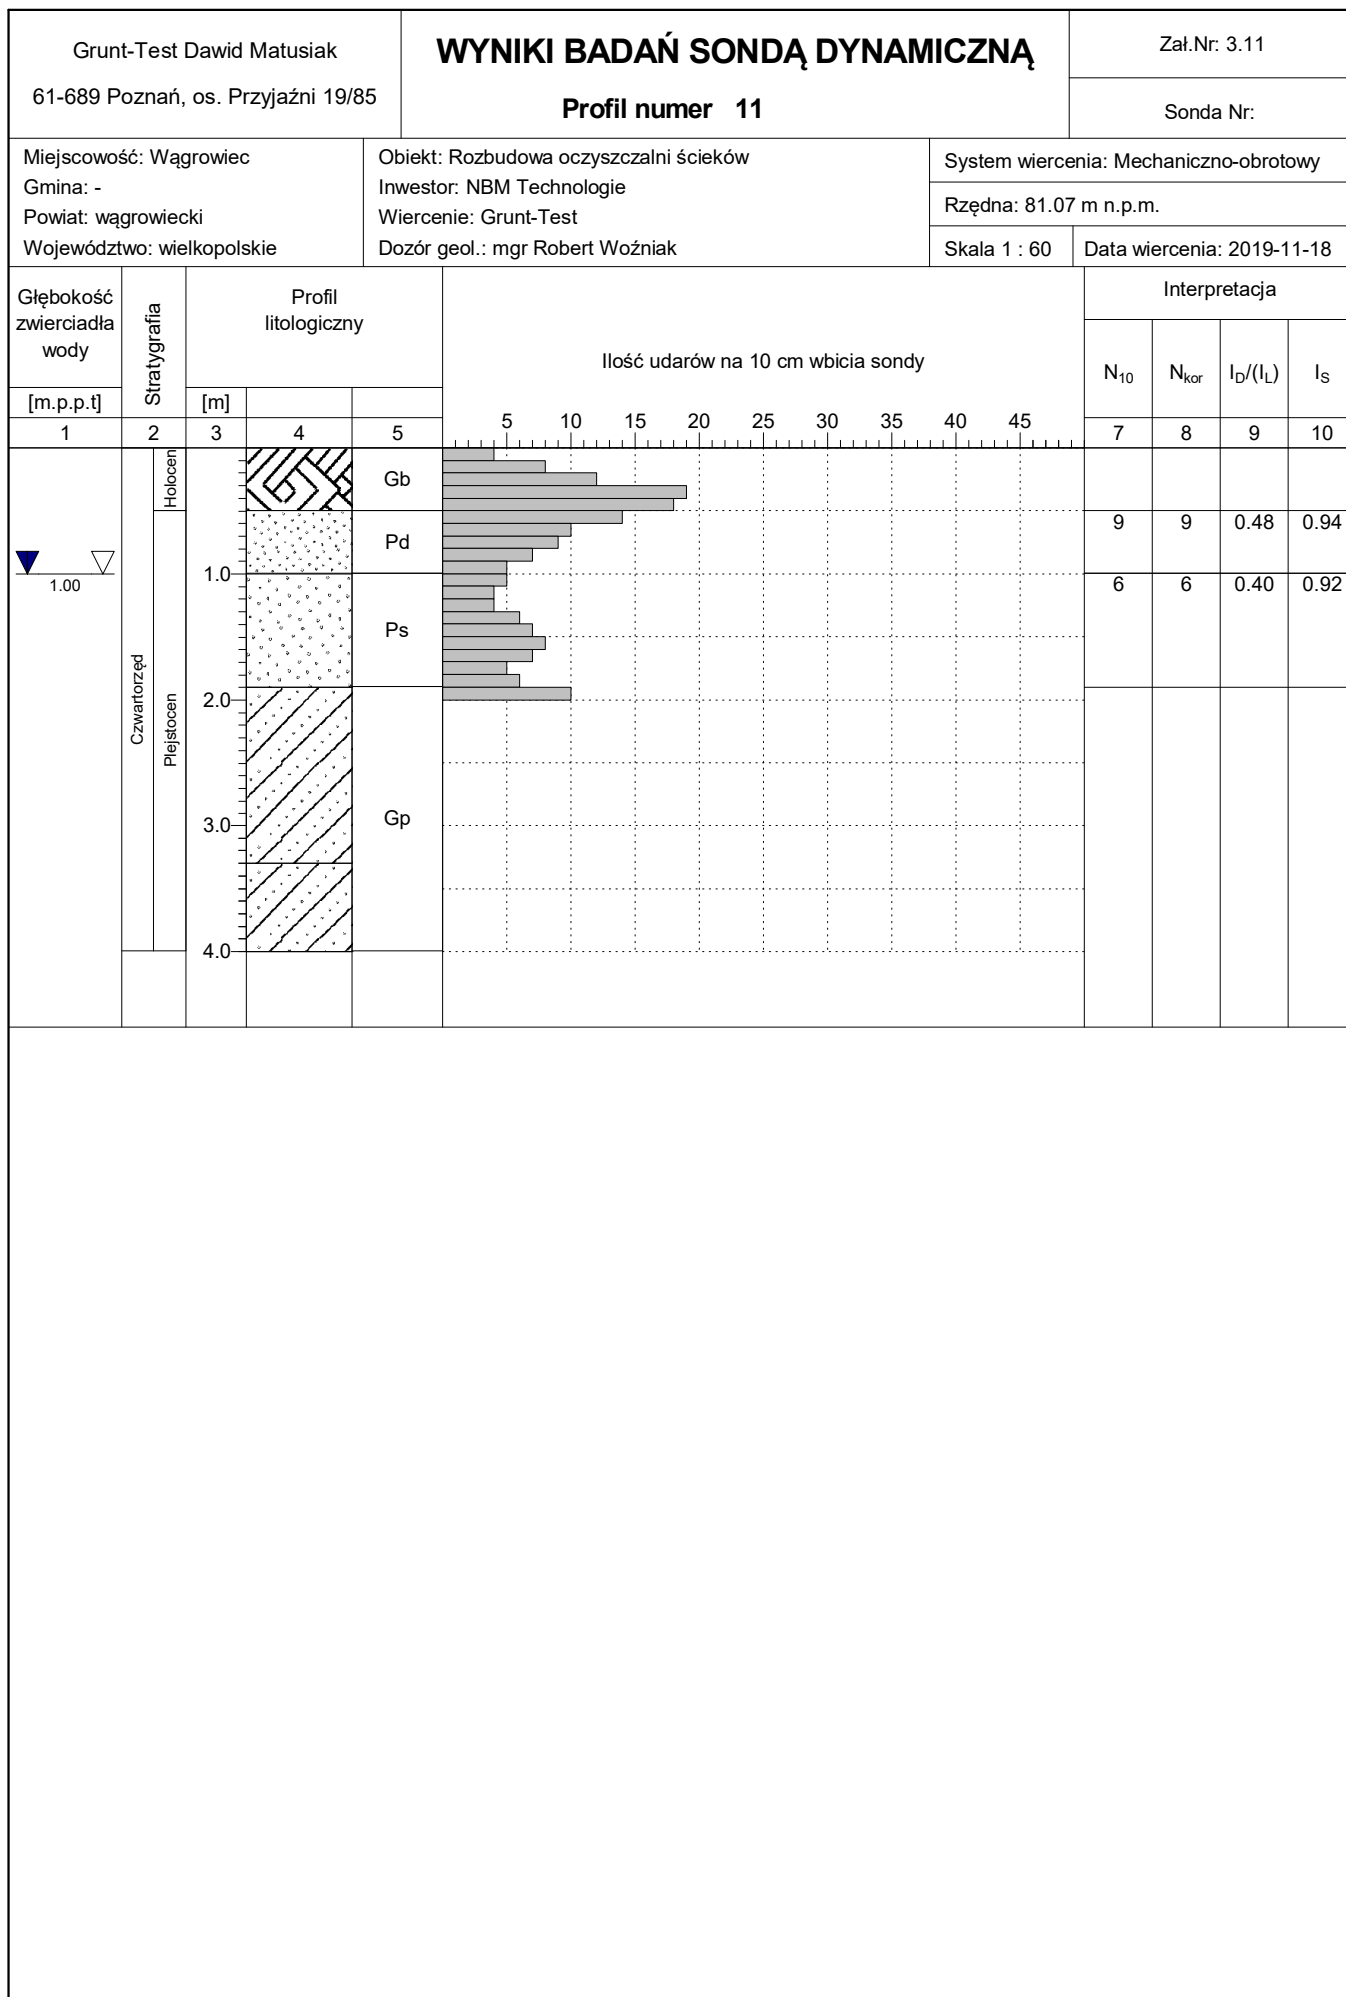 Grunt-Test Dawid Matusiak
61-689 Poznań, os. Przyjaźni 19/85
WYNIKI BADAŃ SONDĄ DYNAMICZNĄ
Profil numer 11
Zał.Nr: 3.11
Sonda Nr:
Miejscowość: Wągrowiec
Gmina: -
Powiat: wągrowiecki
Województwo: wielkopolskie
Obiekt: Rozbudowa oczyszczalni ścieków
Inwestor: NBM Technologie
Wiercenie: Grunt-Test
Dozór geol.: mgr Robert Woźniak
System wiercenia: Mechaniczno-obrotowy
Rzędna: 81.07 m n.p.m.
Skala 1 : 60
Data wiercenia: 2019-11-18
Głębokość
zwierciadła
wody
[m.p.p.t]
Stratygrafia
Profil
litologiczny
[m]
Ilość udarów na 10 cm wbicia sondy
5 10 15 20 25 30 35 40 45
Interpretacja
N10 Nkor ID/(IL) IS
1 2 3 4 5 7 8 9 10
Holocen
Gb
Pd
9 9 0.48 0.94
1.00
1.0
6 6 0.40 0.92
Ps
Czwartorzęd
Plejstocen
2.0
Gp
3.0
4.0